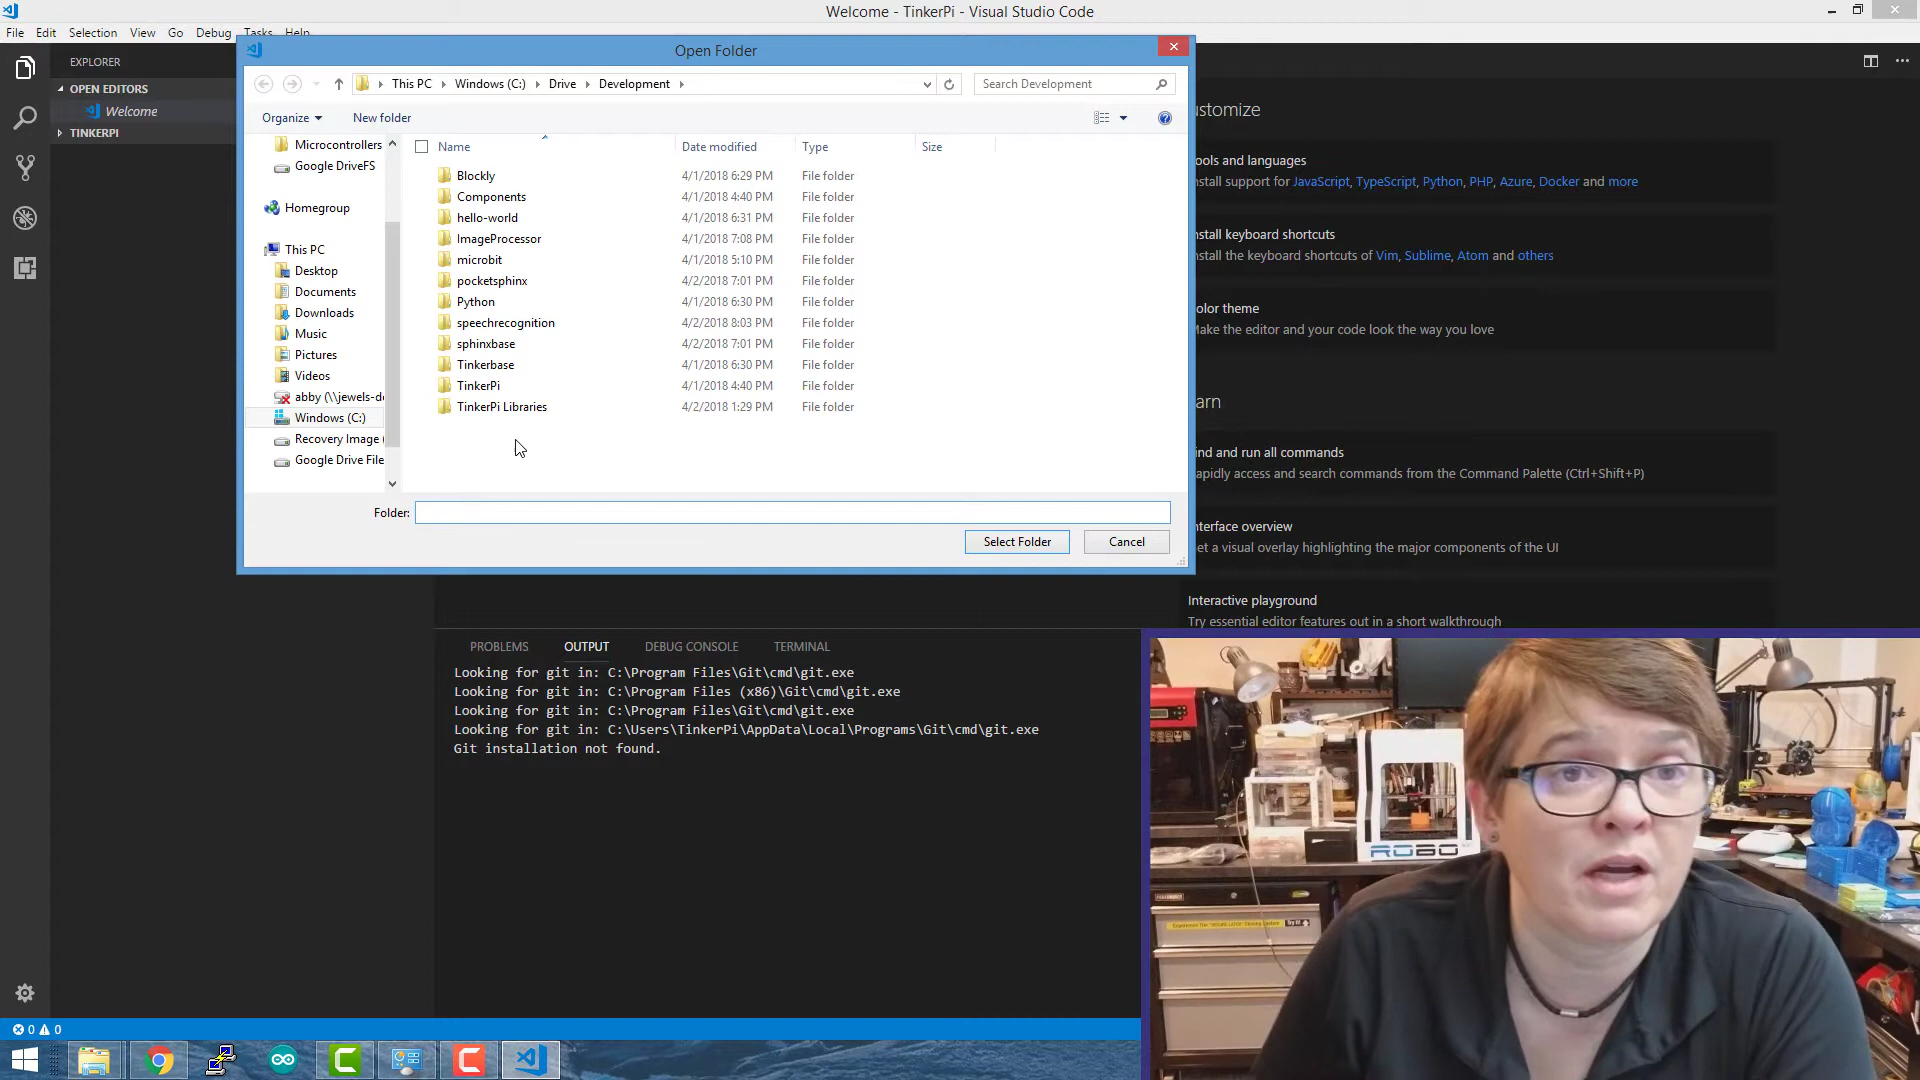 Welcome - TinkerPi - Visual Studio Code
File Edit Selection View Go Debug Tasks Help
EXPLORER
OPEN EDITORS
Welcome
TINKERPI
Open Folder
This PC Windows (C:) Drive Development
Search Development
Organize New folder
Microcontrollers
Google DriveFS
Homegroup
This PC
Desktop
Documents
Downloads
Music
Pictures
Videos
abby (\\jewels-d
Windows (C:)
Recovery Image (
Google Drive File
Name Date modified Type Size
Blockly 4/1/2018 6:29 PM File folder
Components 4/1/2018 4:40 PM File folder
hello-world 4/1/2018 6:31 PM File folder
ImageProcessor 4/1/2018 7:08 PM File folder
microbit 4/1/2018 5:10 PM File folder
pocketsphinx 4/2/2018 7:01 PM File folder
Python 4/1/2018 6:30 PM File folder
speechrecognition 4/2/2018 8:03 PM File folder
sphinxbase 4/2/2018 7:01 PM File folder
Tinkerbase 4/1/2018 6:30 PM File folder
TinkerPi 4/1/2018 4:40 PM File folder
TinkerPi Libraries 4/2/2018 1:29 PM File folder
Folder:
Select Folder Cancel
ustomize
ools and languages
nstall support for JavaScript, TypeScript, Python, PHP, Azure, Docker and more
nstall keyboard shortcuts
nstall the keyboard shortcuts of Vim, Sublime, Atom and others
olor theme
Make the editor and your code look the way you love
arn
ind and run all commands
apidly access and search commands from the Command Palette (Ctrl+Shift+P)
nterface overview
et a visual overlay highlighting the major components of the UI
Interactive playground
Try essential editor features out in a short walkthrough
PROBLEMS OUTPUT DEBUG CONSOLE TERMINAL
Looking for git in: C:\Program Files\Git\cmd\git.exe
Looking for git in: C:\Program Files (x86)\Git\cmd\git.exe
Looking for git in: C:\Program Files\Git\cmd\git.exe
Looking for git in: C:\Users\TinkerPi\AppData\Local\Programs\Git\cmd\git.exe
Git installation not found.
ROBO
0 0